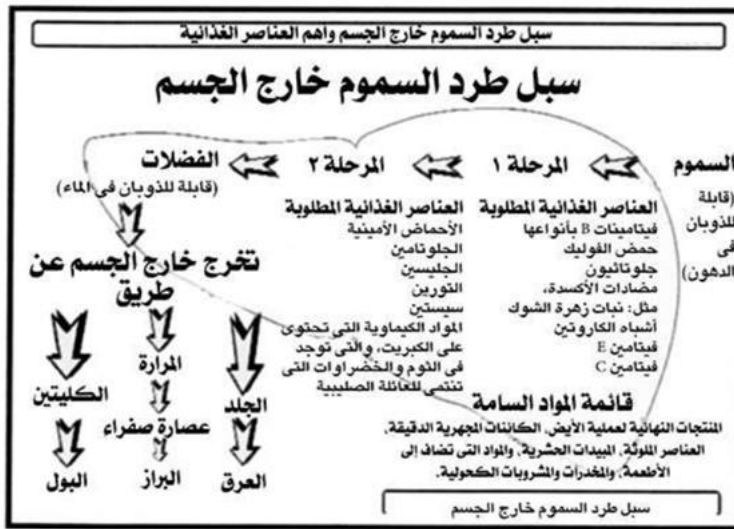 سبل طرد السموم خارج الجسم وأهم العناصر الغذائية
سبل طرد السموم خارج الجسم
السموم
(قابلة
للذوبان
فى
الدهون)
المرحلة ١
العناصر الغذائية المطلوبة
فيتامينات B بأنواعها
حمض الفوليك
جلوتاثيون
مضادات الأكسدة،
مثل: نبات زهرة الشوك
أشباه الكاروتين
فيتامين E
فيتامين C
المرحلة ٢
العناصر الغذائية المطلوبة
الأحماض الأمينية
الجلوتامين
الجليسين
التورين
سيستين
المواد الكيماوية التى تحتوى
على الكبريت، والتى توجد
فى الثوم والخضراوات التى
تنتمى للعائلة الصليبية
الفضلات
(قابلة للذوبان فى الماء)
تخرج خارج الجسم عن
طريق
الجلد
العرق
المرارة
عصارة صفراء
البراز
الكليتين
البول
قائمة المواد السامة
المنتجات النهائية لعملية الأيض، الكائنات المجهرية الدقيقة،
العناصر الملوثة، المبيدات الحشرية، والمواد التى تضاف إلى
الأطعمة، والمخدرات والمشروبات الكحولية.
سبل طرد السموم خارج الجسم